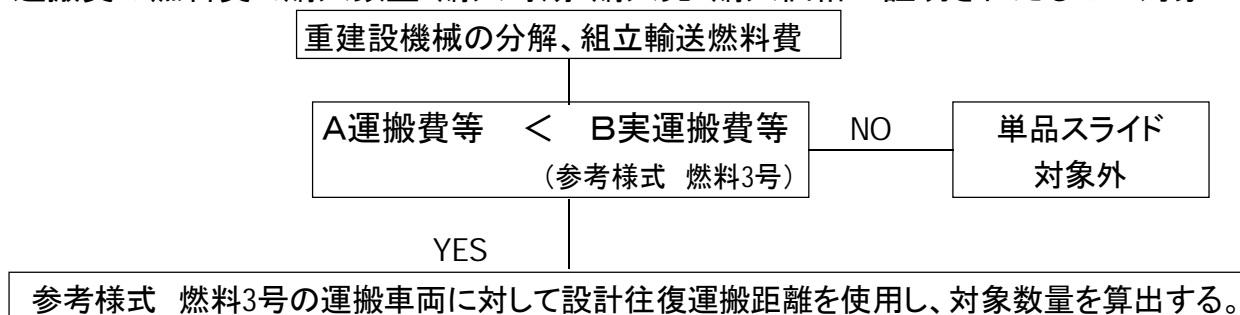 重建設機械の分解、組立輸送燃料費
A運搬費等 < B実運搬費等
(参考様式 燃料3号)
NO
単品スライド
対象外
YES
参考様式 燃料3号の運搬車両に対して設計往復運搬距離を使用し、対象数量を算出する。